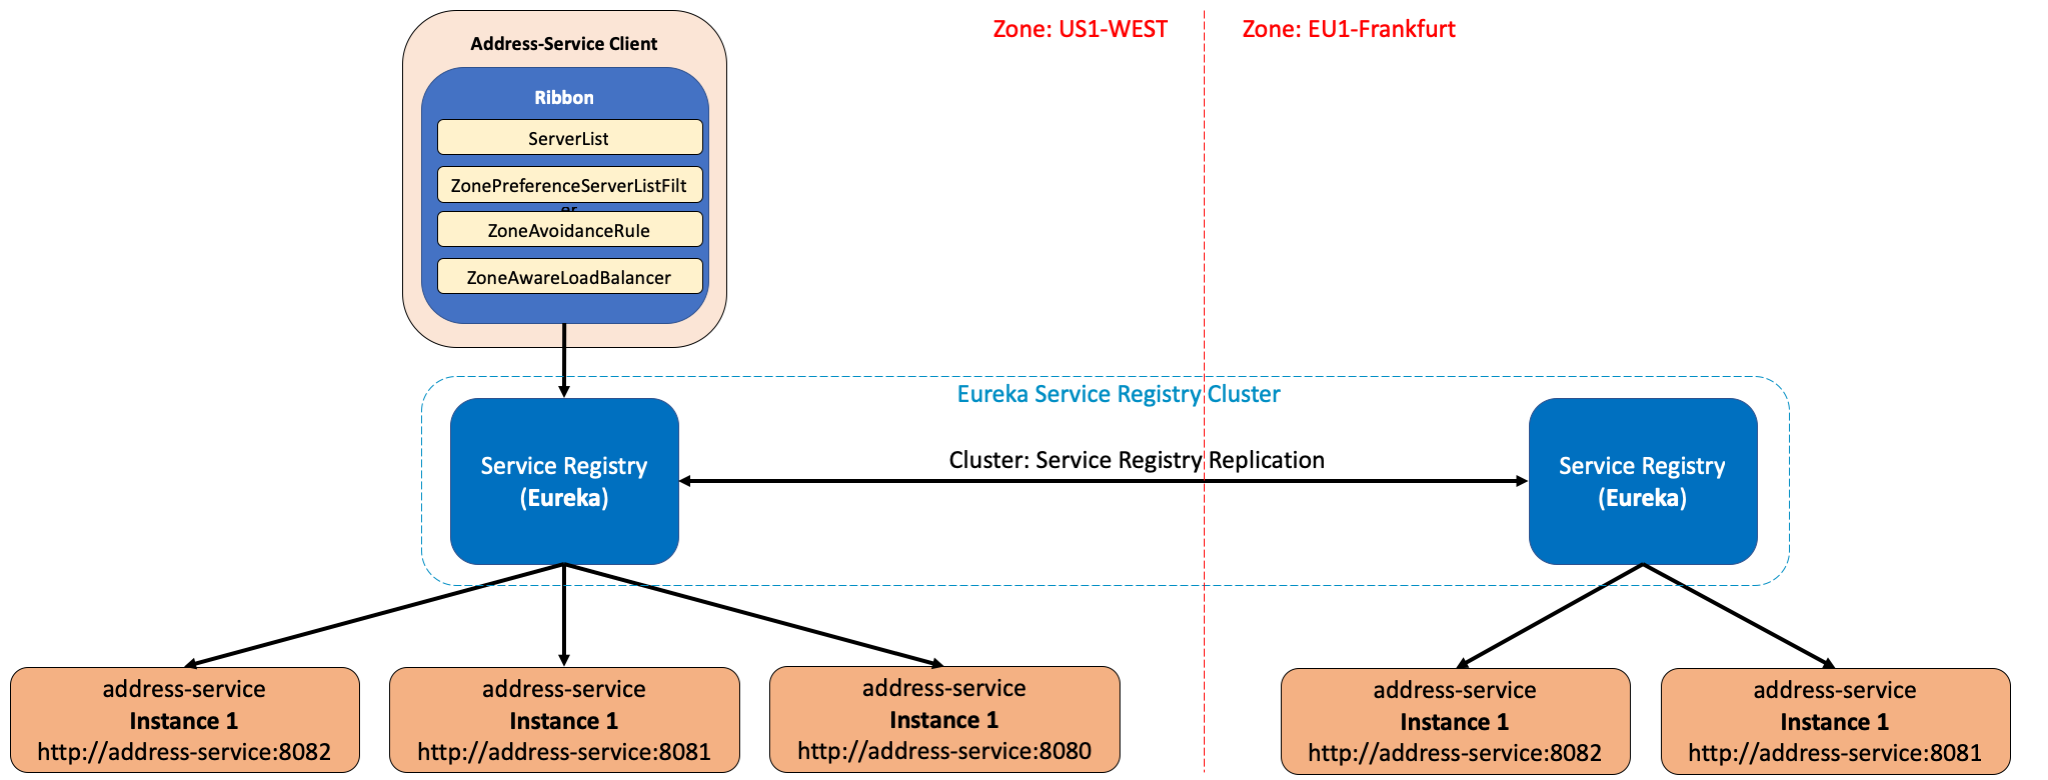 Address-Service Client
Ribbon
ServerList
ZonePreferenceServerListFilt
er
ZoneAvoidanceRule
ZoneAwareLoadBalancer
Zone: US1-WEST
Zone: EU1-Frankfurt
Eureka Service Registry Cluster
Service Registry
(Eureka)
Cluster: Service Registry Replication
Service Registry
(Eureka)
address-service
Instance 1
http://address-service:8082
address-service
Instance 1
http://address-service:8081
address-service
Instance 1
http://address-service:8080
address-service
Instance 1
http://address-service:8082
address-service
Instance 1
http://address-service:8081